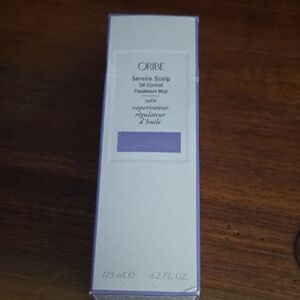 ORIBE
Serene Scalp
Oil Control
Treatment Mist
soin
vaporisateur
régulateur
d'huile
125 mL ℮ 4.2 FL. OZ.